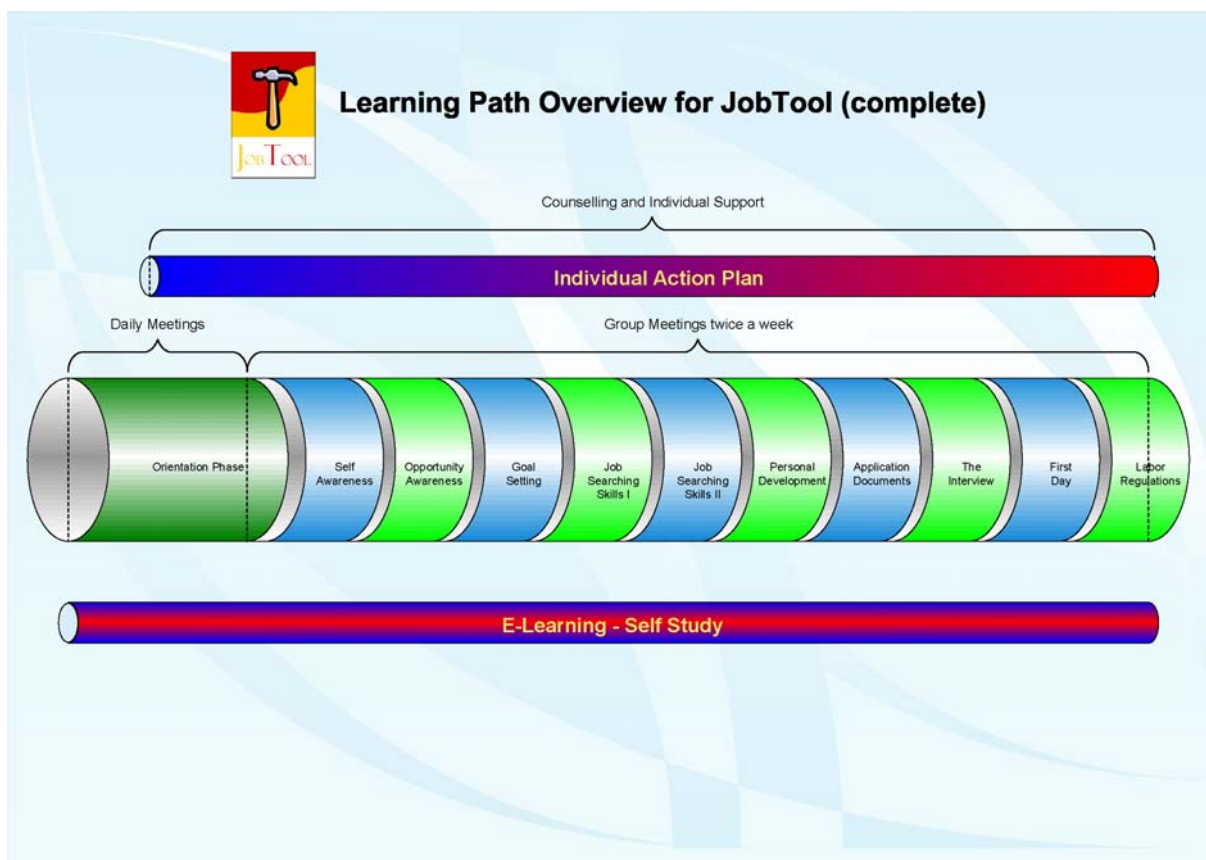 JobTool
Learning Path Overview for JobTool (complete)
Counselling and Individual Support
Individual Action Plan
Daily Meetings
Group Meetings twice a week
Orientation Phase
Self
Awareness
Opportunity
Awareness
Goal
Setting
Job
Searching
Skills I
Job
Searching
Skills II
Personal
Development
Application
Documents
The
Interview
First
Day
Labor
Regulations
E-Learning - Self Study